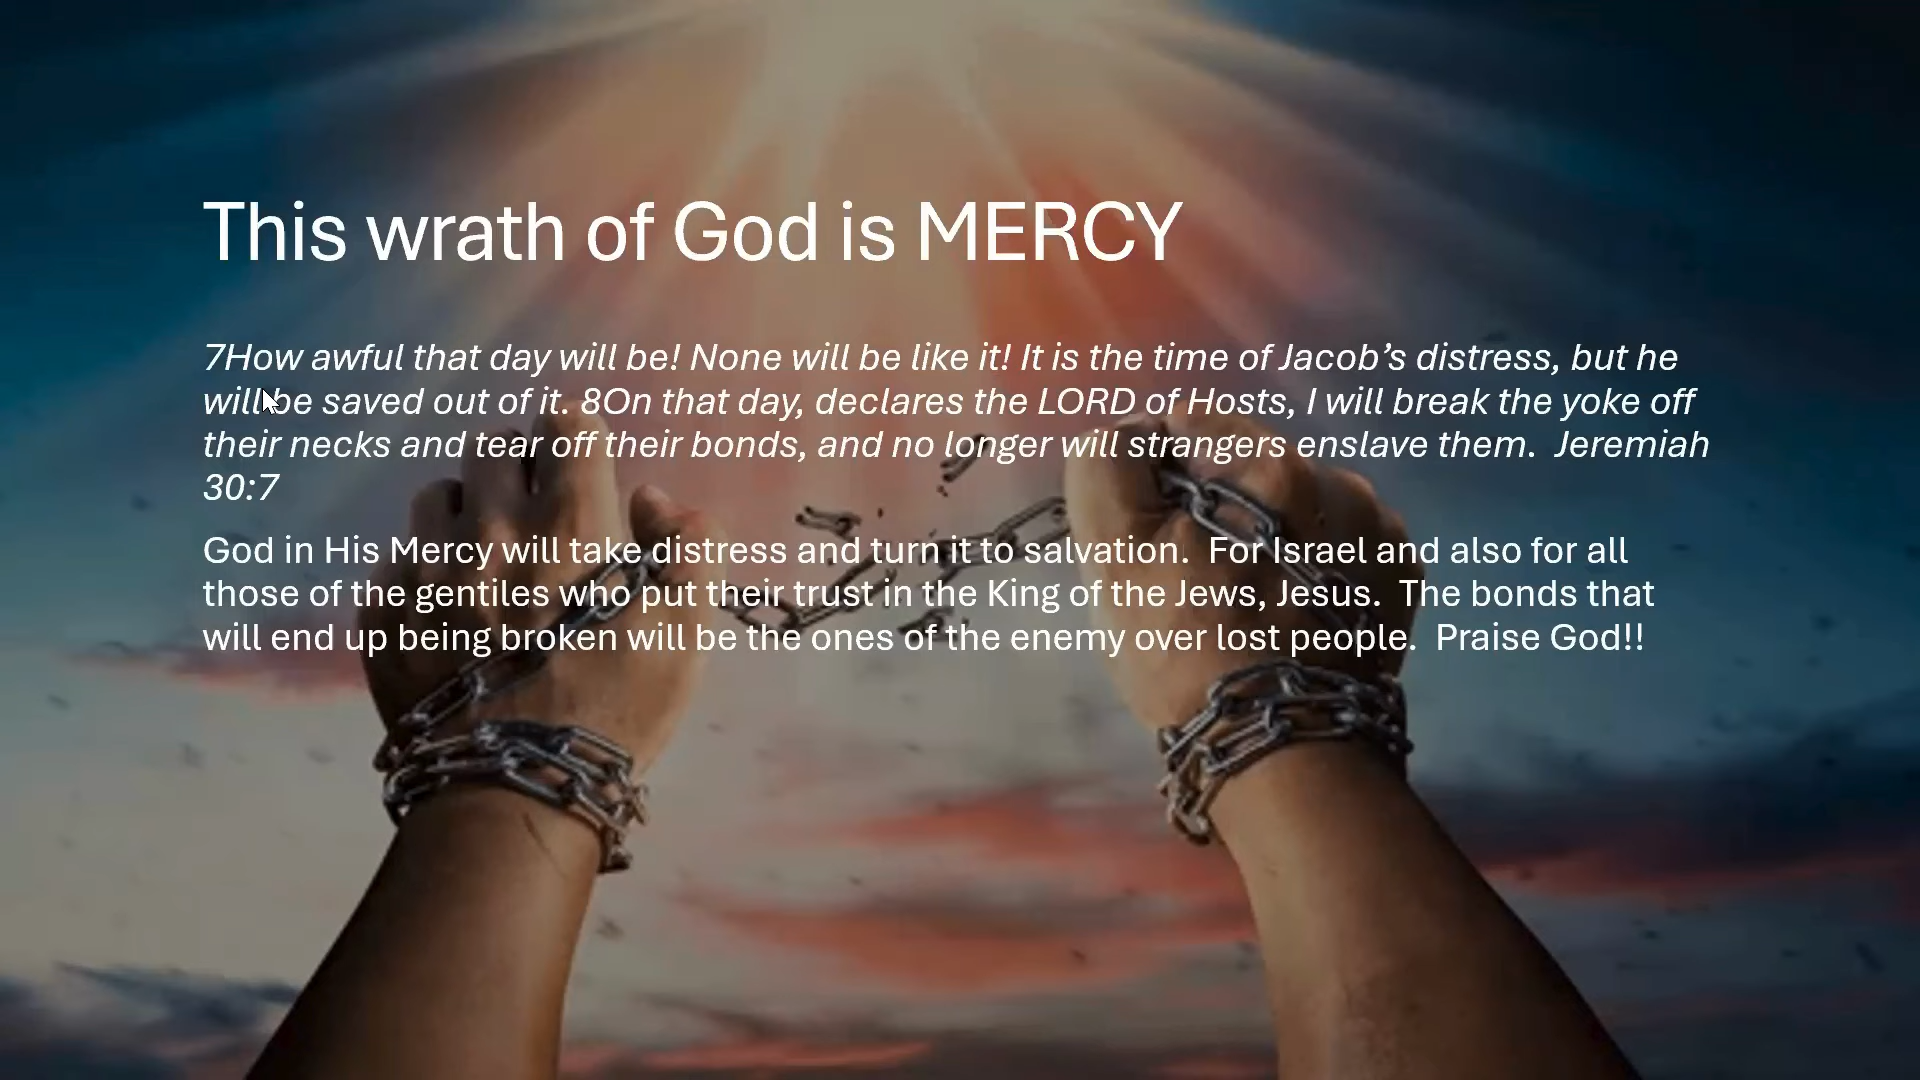 This wrath of God is MERCY
7How awful that day will be! None will be like it! It is the time of Jacob’s distress, but he
will be saved out of it. 8On that day, declares the LORD of Hosts, I will break the yoke off
their necks and tear off their bonds, and no longer will strangers enslave them.  Jeremiah
30:7
God in His Mercy will take distress and turn it to salvation.  For Israel and also for all
those of the gentiles who put their trust in the King of the Jews, Jesus.  The bonds that
will end up being broken will be the ones of the enemy over lost people.  Praise God!!